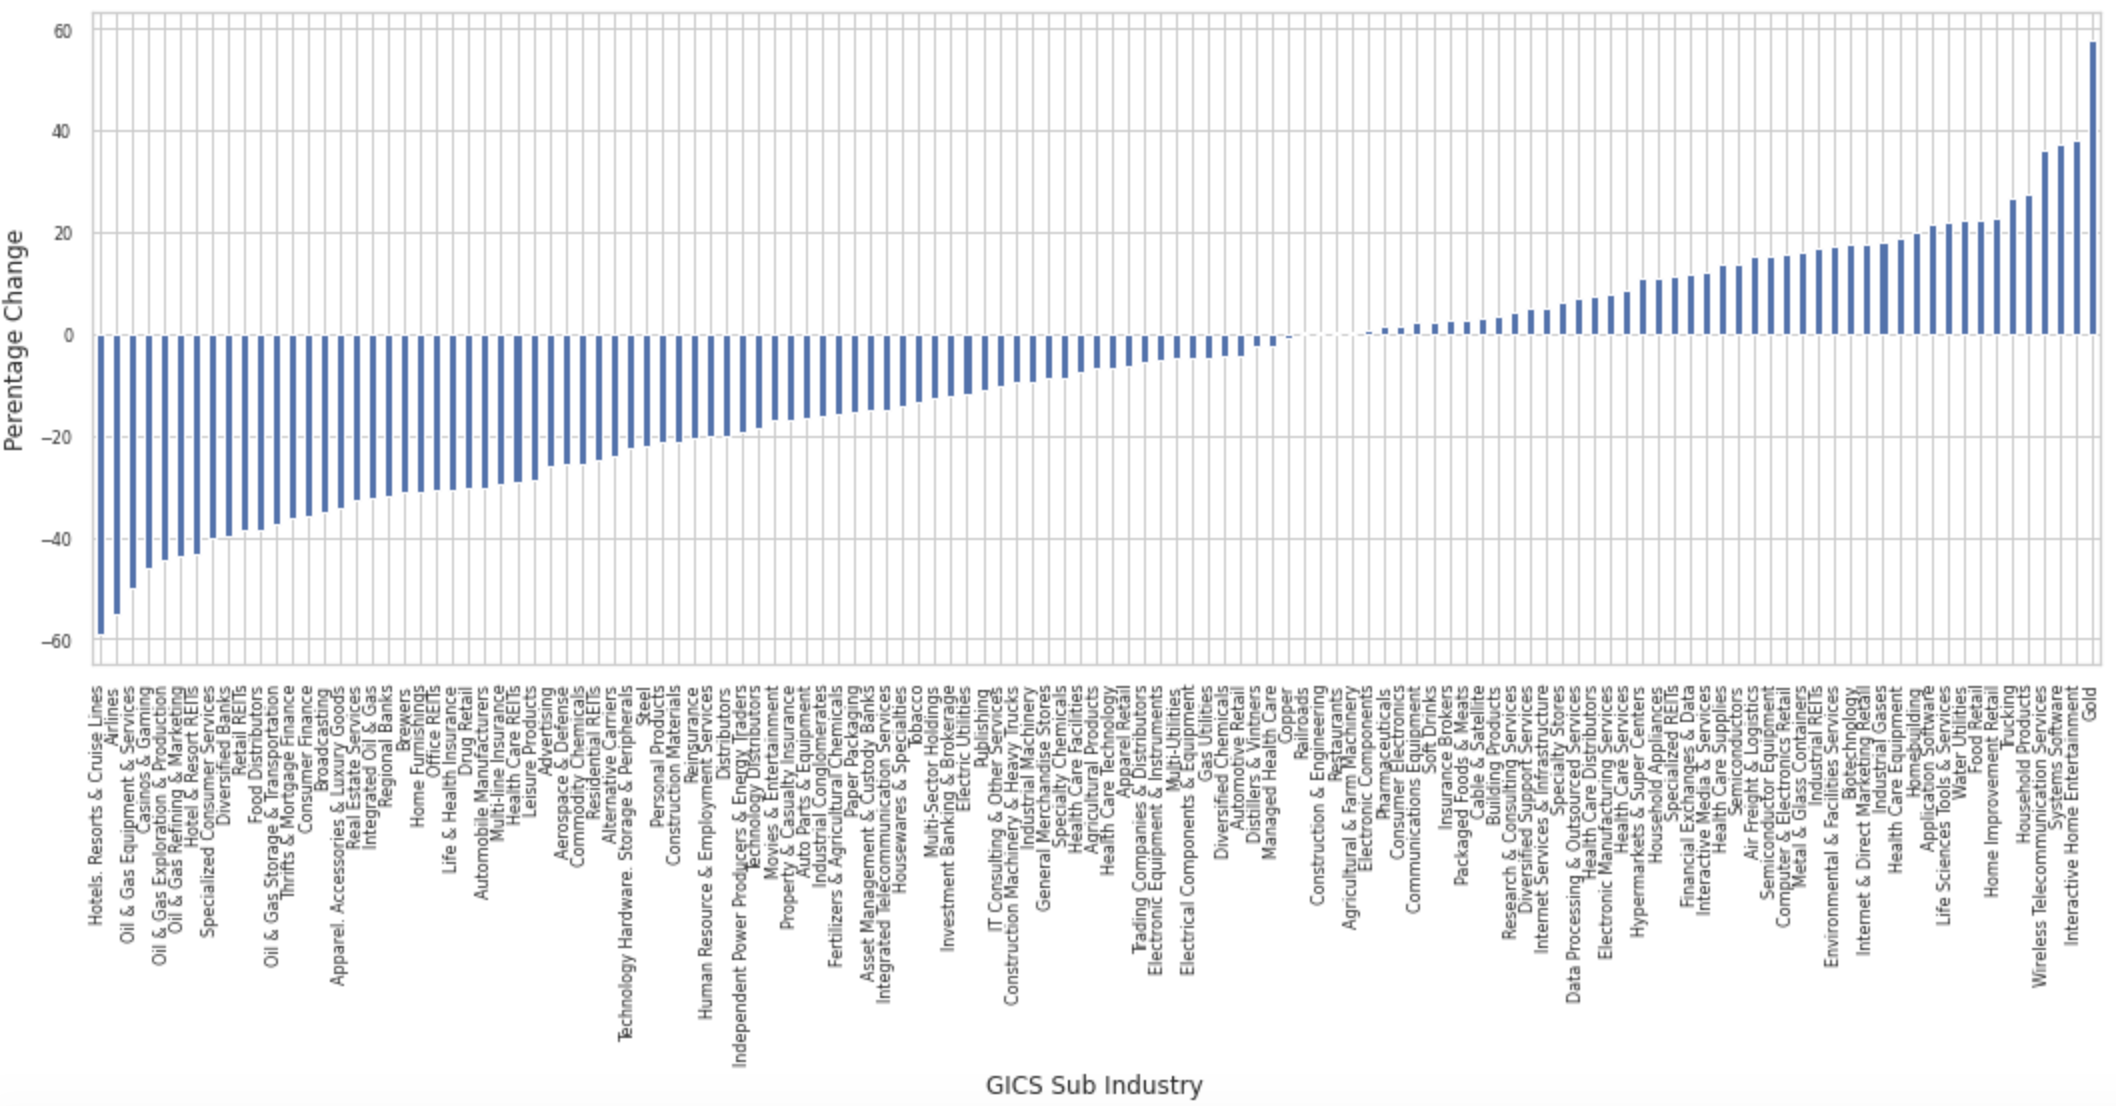 Perentage Change
60
40
20
0
−20
−40
−60
Hotels. Resorts & Cruise Lines
Airlines
Oil & Gas Equipment & Services
Casinos & Gaming
Oil & Gas Exploration & Production
Oil & Gas Refining & Marketing
Hotel & Resort REITs
Specialized Consumer Services
Diversified Banks
Retail REITs
Food Distributors
Oil & Gas Storage & Transportation
Thrifts & Mortgage Finance
Consumer Finance
Broadcasting
Apparel. Accessories & Luxury Goods
Real Estate Services
Integrated Oil & Gas
Regional Banks
Brewers
Home Furnishings
Office REITs
Life & Health Insurance
Drug Retail
Automobile Manufacturers
Multi-line Insurance
Health Care REITs
Leisure Products
Advertising
Aerospace & Defense
Commodity Chemicals
Residential REITs
Alternative Carriers
Technology Hardware. Storage & Peripherals
Steel
Personal Products
Construction Materials
Reinsurance
Human Resource & Employment Services
Distributors
Independent Power Producers & Energy Traders
Technology Distributors
Movies & Entertainment
Property & Casualty Insurance
Auto Parts & Equipment
Industrial Conglomerates
Fertilizers & Agricultural Chemicals
Paper Packaging
Asset Management & Custody Banks
Integrated Telecommunication Services
Housewares & Specialties
Tobacco
Multi-Sector Holdings
Investment Banking & Brokerage
Electric Utilities
Publishing
IT Consulting & Other Services
Construction Machinery & Heavy Trucks
Industrial Machinery
General Merchandise Stores
Specialty Chemicals
Health Care Facilities
Agricultural Products
Health Care Technology
Apparel Retail
Trading Companies & Distributors
Electronic Equipment & Instruments
Multi-Utilities
Electrical Components & Equipment
Gas Utilities
Diversified Chemicals
Automotive Retail
Distillers & Vintners
Managed Health Care
Copper
Railroads
Construction & Engineering
Restaurants
Agricultural & Farm Machinery
Electronic Components
Pharmaceuticals
Consumer Electronics
Communications Equipment
Soft Drinks
Insurance Brokers
Packaged Foods & Meats
Cable & Satellite
Building Products
Research & Consulting Services
Diversified Support Services
Internet Services & Infrastructure
Specialty Stores
Data Processing & Outsourced Services
Health Care Distributors
Electronic Manufacturing Services
Health Care Services
Hypermarkets & Super Centers
Household Appliances
Specialized REITs
Financial Exchanges & Data
Interactive Media & Services
Health Care Supplies
Semiconductors
Air Freight & Logistics
Semiconductor Equipment
Computer & Electronics Retail
Metal & Glass Containers
Industrial REITs
Environmental & Facilities Services
Biotechnology
Internet & Direct Marketing Retail
Industrial Gases
Health Care Equipment
Homebuilding
Application Software
Life Sciences Tools & Services
Water Utilities
Food Retail
Home Improvement Retail
Trucking
Household Products
Wireless Telecommunication Services
Systems Software
Interactive Home Entertainment
Gold
GICS Sub Industry